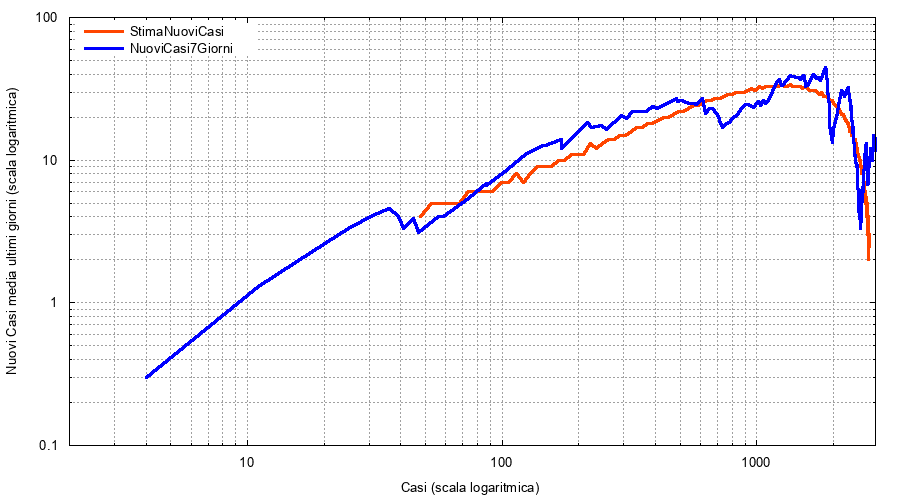 100
StimaNuoviCasi
NuoviCasi7Giorni
10
1
0.1
Nuovi Casi media ultimi giorni (scala logaritmica)
10
100
1000
Casi (scala logaritmica)